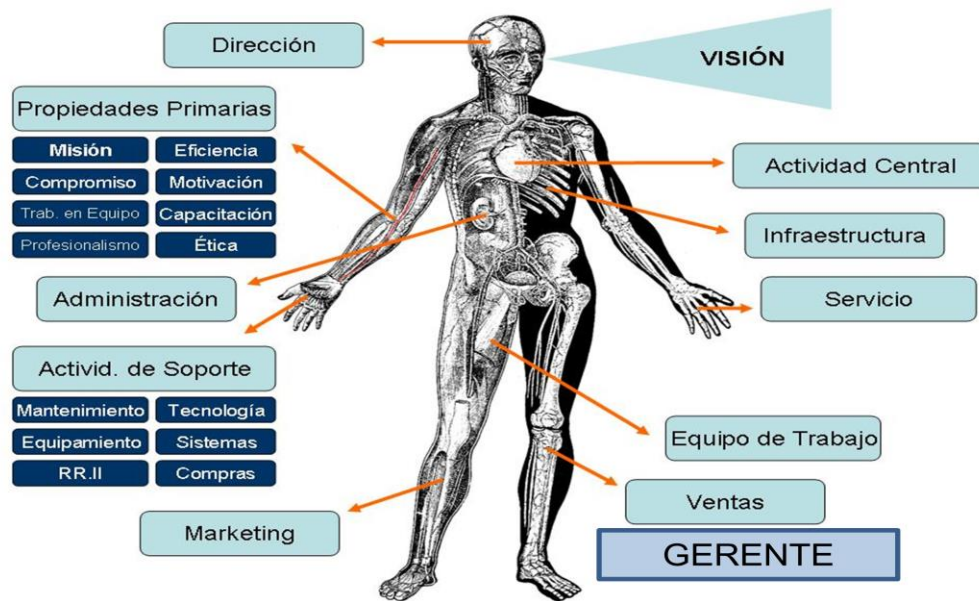 Dirección
VISIÓN
Propiedades Primarias
Misión
Eficiencia
Compromiso
Motivación
Trab. en Equipo
Capacitación
Profesionalismo
Ética
Actividad Central
Infraestructura
Administración
Servicio
Activid. de Soporte
Mantenimiento
Tecnología
Equipamiento
Sistemas
RR.II
Compras
Equipo de Trabajo
Ventas
Marketing
GERENTE